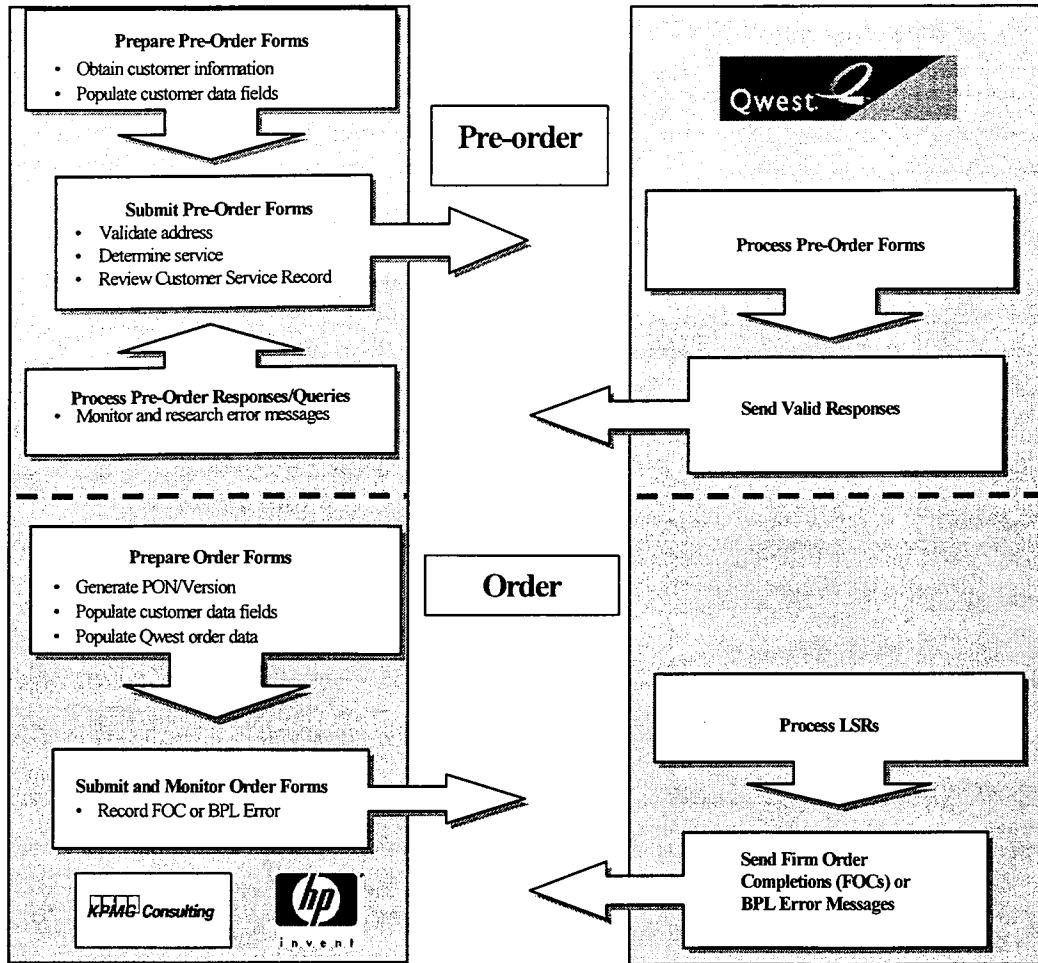 Prepare Pre-Order Forms
• Obtain customer information
• Populate customer data fields
Submit Pre-Order Forms
• Validate address
• Determine service
• Review Customer Service Record
Process Pre-Order Responses/Queries
• Monitor and research error messages
Pre-order
Qwest.
Process Pre-Order Forms
Send Valid Responses
Prepare Order Forms
• Generate PON/Version
• Populate customer data fields
• Populate Qwest order data
Submit and Monitor Order Forms
• Record FOC or BPL Error
KPMG Consulting
hp
invent
Order
Process LSRs
Send Firm Order
Completions (FOCs) or
BPL Error Messages